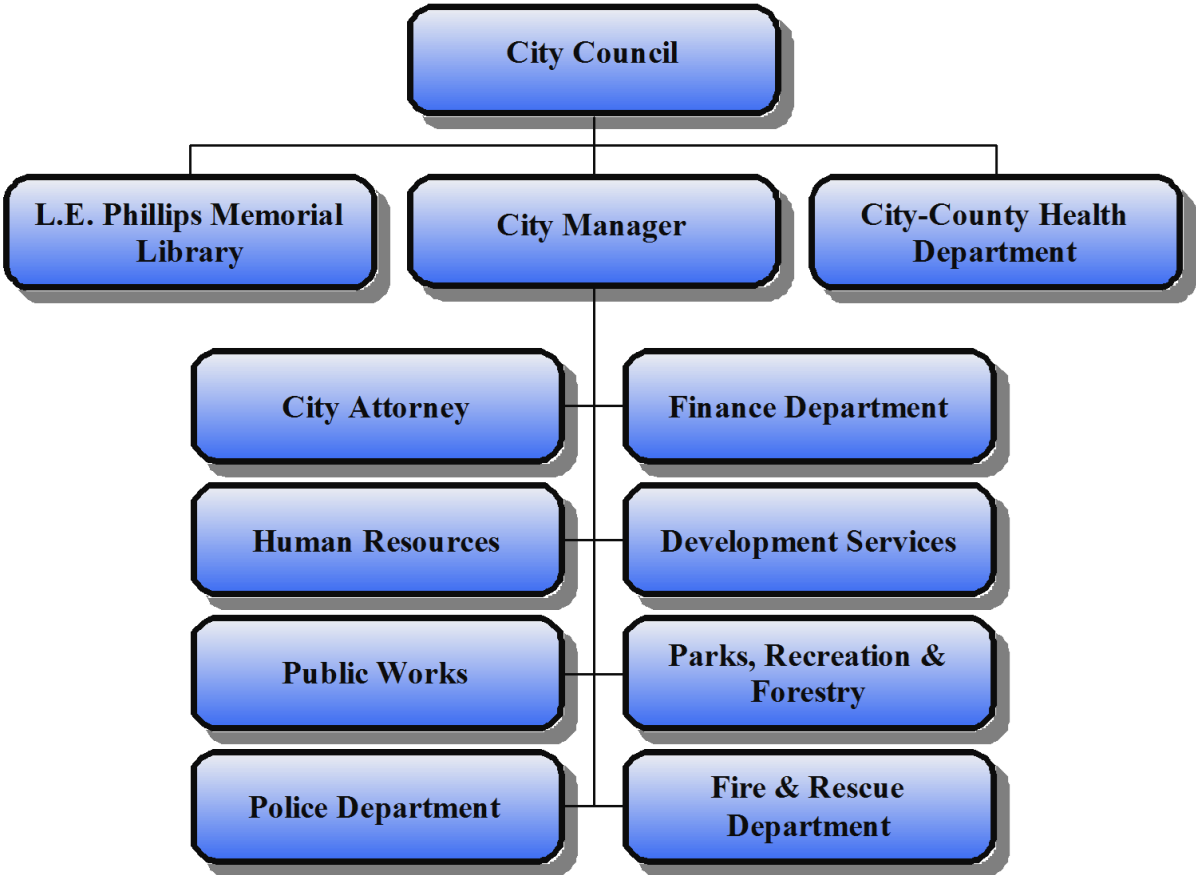 City Council
L.E. Phillips Memorial
Library
City Manager
City-County Health
Department
City Attorney
Finance Department
Human Resources
Development Services
Public Works
Parks, Recreation &
Forestry
Police Department
Fire & Rescue
Department